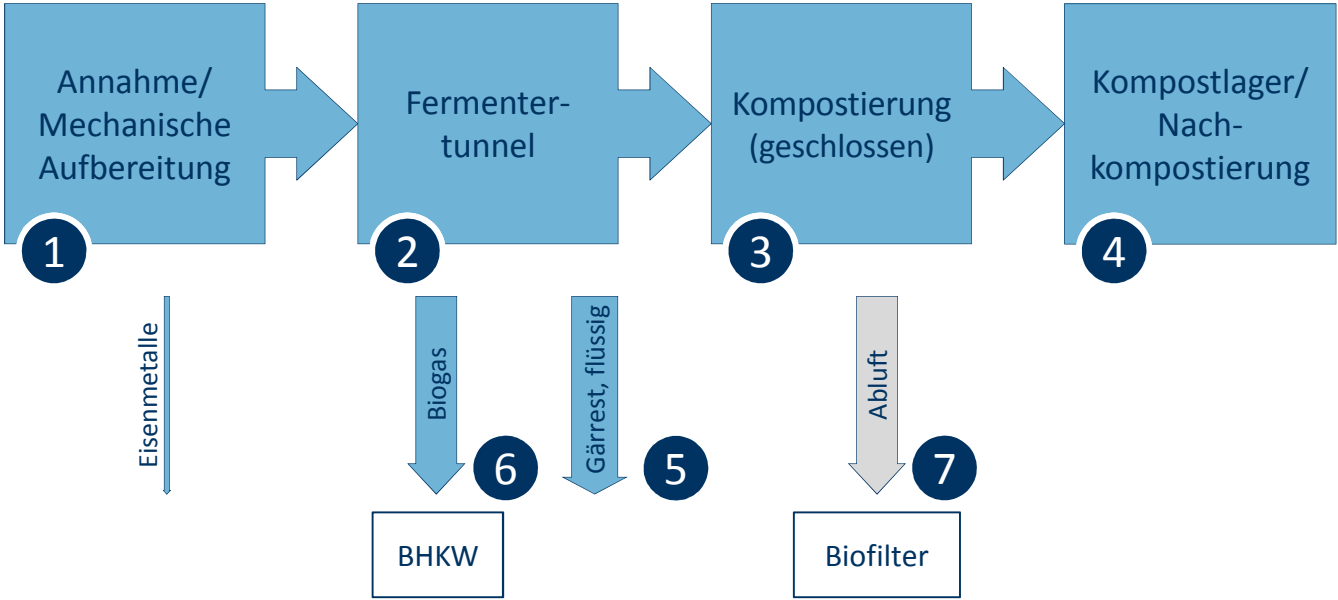 Annahme/
Mechanische
Aufbereitung
1
Fermenter-
tunnel
2
Kompostierung
(geschlossen)
3
Kompostlager/
Nach-
kompostierung
4
Eisenmetalle
Biogas
6
Gärrest, flüssig
5
Abluft
7
BHKW
Biofilter